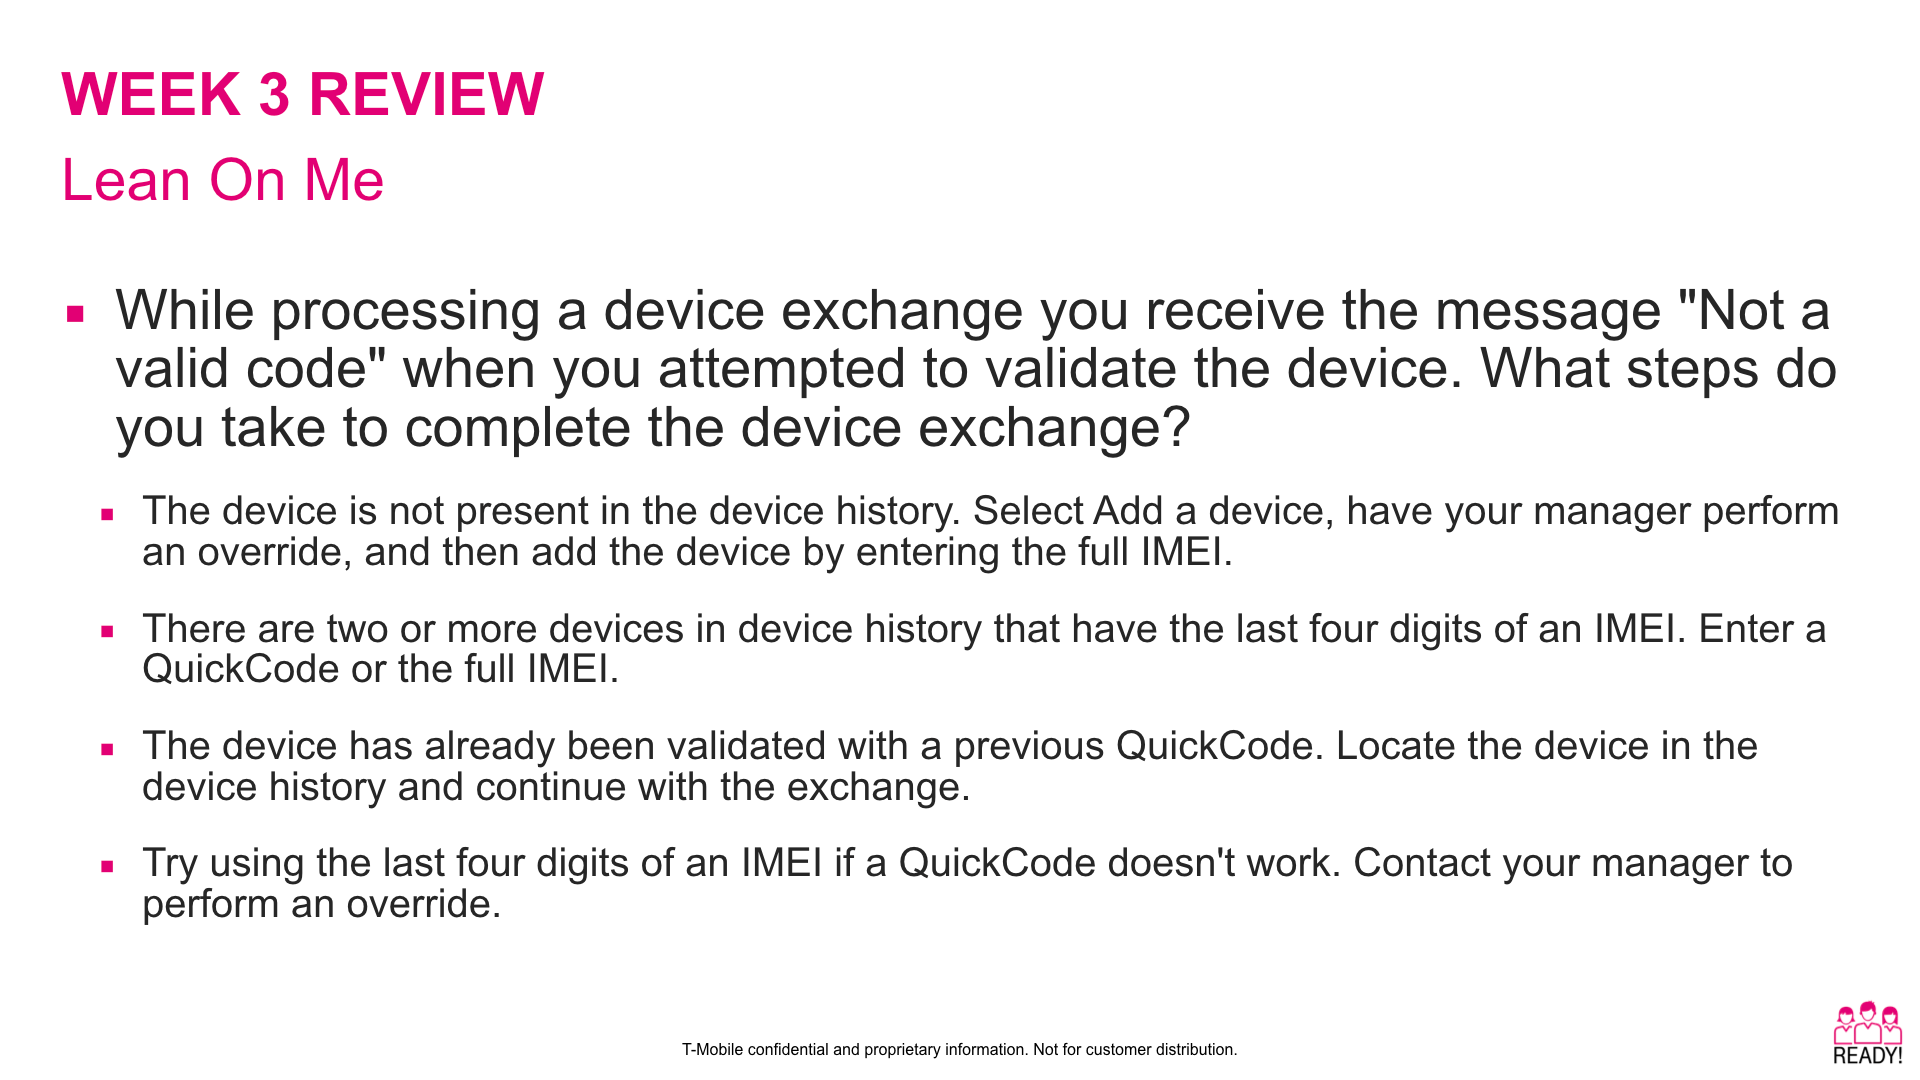 WEEK 3 REVIEW
Lean On Me
While processing a device exchange you receive the message "Not a
valid code" when you attempted to validate the device. What steps do
you take to complete the device exchange?
The device is not present in the device history. Select Add a device, have your manager perform
an override, and then add the device by entering the full IMEI.
There are two or more devices in device history that have the last four digits of an IMEI. Enter a
QuickCode or the full IMEI.
The device has already been validated with a previous QuickCode. Locate the device in the
device history and continue with the exchange.
Try using the last four digits of an IMEI if a QuickCode doesn't work. Contact your manager to
perform an override.
T-Mobile confidential and proprietary information. Not for customer distribution.
READY!